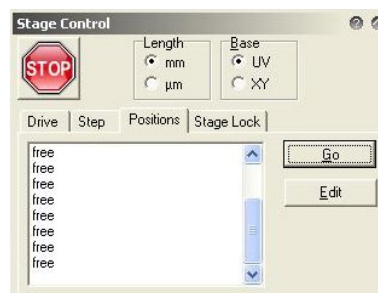 Stage Control
STOP
Length
mm
µm
Base
UV
XY
Drive
Step
Positions
Stage Lock
free
free
free
free
free
free
free
free
Go
Edit